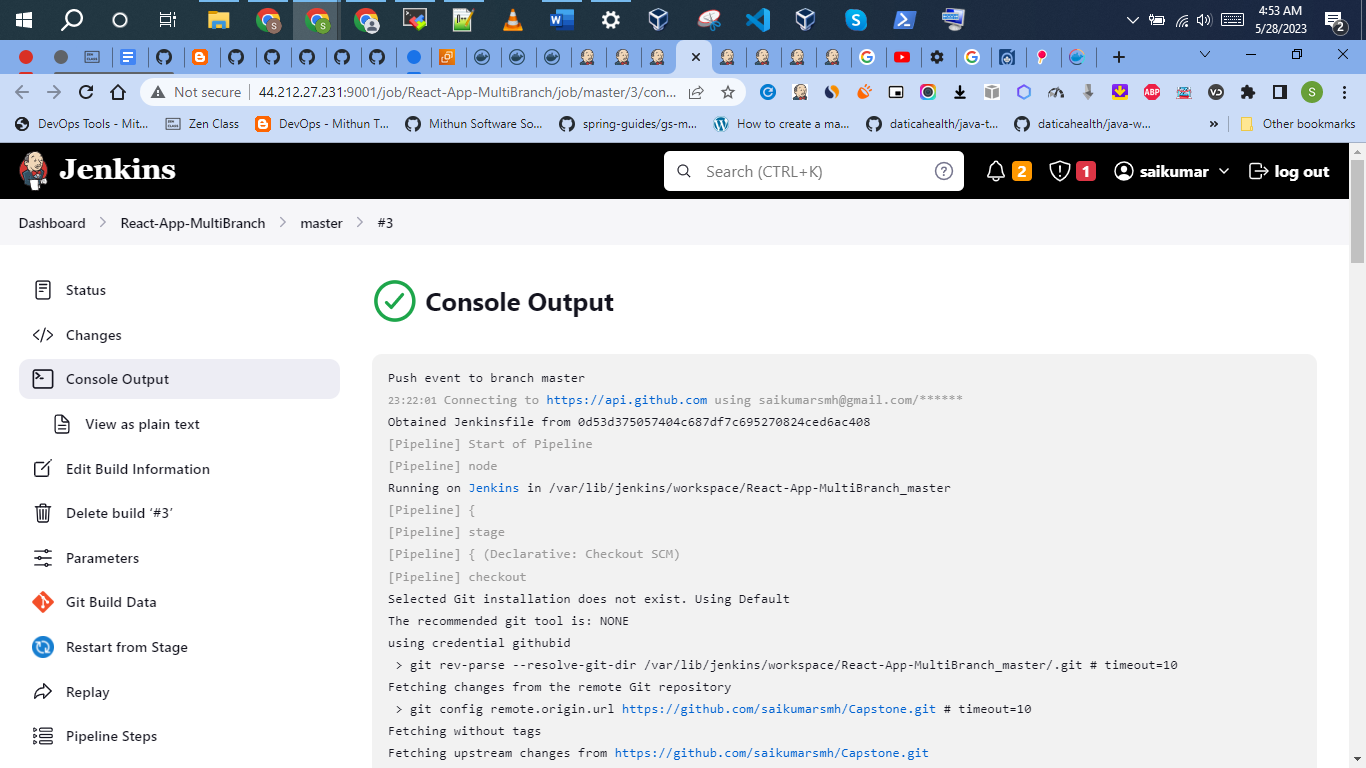 4:53 AM
5/28/2023
2
Not secure
44.212.27.231:9001/job/React-App-MultiBranch/job/master/3/con...
ABP
S
DevOps Tools - Mit...
Zen Class
DevOps - Mithun T...
Mithun Software So...
spring-guides/gs-m...
How to create a ma...
daticahealth/java-t...
daticahealth/java-w...
»
Other bookmarks
Jenkins
Search (CTRL+K)
2
1
saikumar
log out
Dashboard
React-App-MultiBranch
master
#3
Status
Changes
Console Output
View as plain text
Edit Build Information
Delete build ‘#3’
Parameters
Git Build Data
Restart from Stage
Replay
Pipeline Steps
Console Output
Push event to branch master
23:22:01 Connecting to https://api.github.com using saikumarsmh@gmail.com/******
Obtained Jenkinsfile from 0d53d375057404c687df7c695270824ced6ac408
[Pipeline] Start of Pipeline
[Pipeline] node
Running on Jenkins in /var/lib/jenkins/workspace/React-App-MultiBranch_master
[Pipeline] {
[Pipeline] stage
[Pipeline] { (Declarative: Checkout SCM)
[Pipeline] checkout
Selected Git installation does not exist. Using Default
The recommended git tool is: NONE
using credential githubid
> git rev-parse --resolve-git-dir /var/lib/jenkins/workspace/React-App-MultiBranch_master/.git # timeout=10
Fetching changes from the remote Git repository
> git config remote.origin.url https://github.com/saikumarsmh/Capstone.git # timeout=10
Fetching without tags
Fetching upstream changes from https://github.com/saikumarsmh/Capstone.git